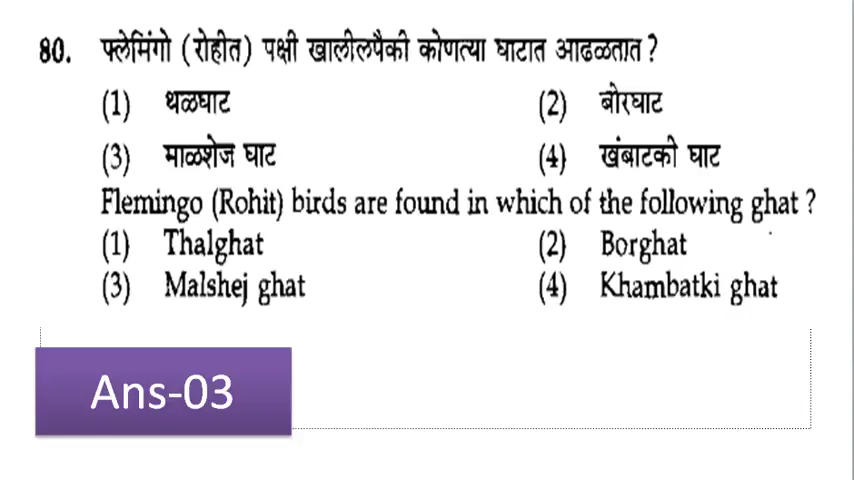 80. फ्लेमिंगो (रोहीत) पक्षी खालीलपैकी कोणत्या घाटात आढळतात ?
(1) थळघाट (2) बोरघाट
(3) माळशेज घाट (4) खंबाटकी घाट
Flemingo (Rohit) birds are found in which of the following ghat ?
(1) Thalghat (2) Borghat
(3) Malshej ghat (4) Khambatki ghat
Ans-03